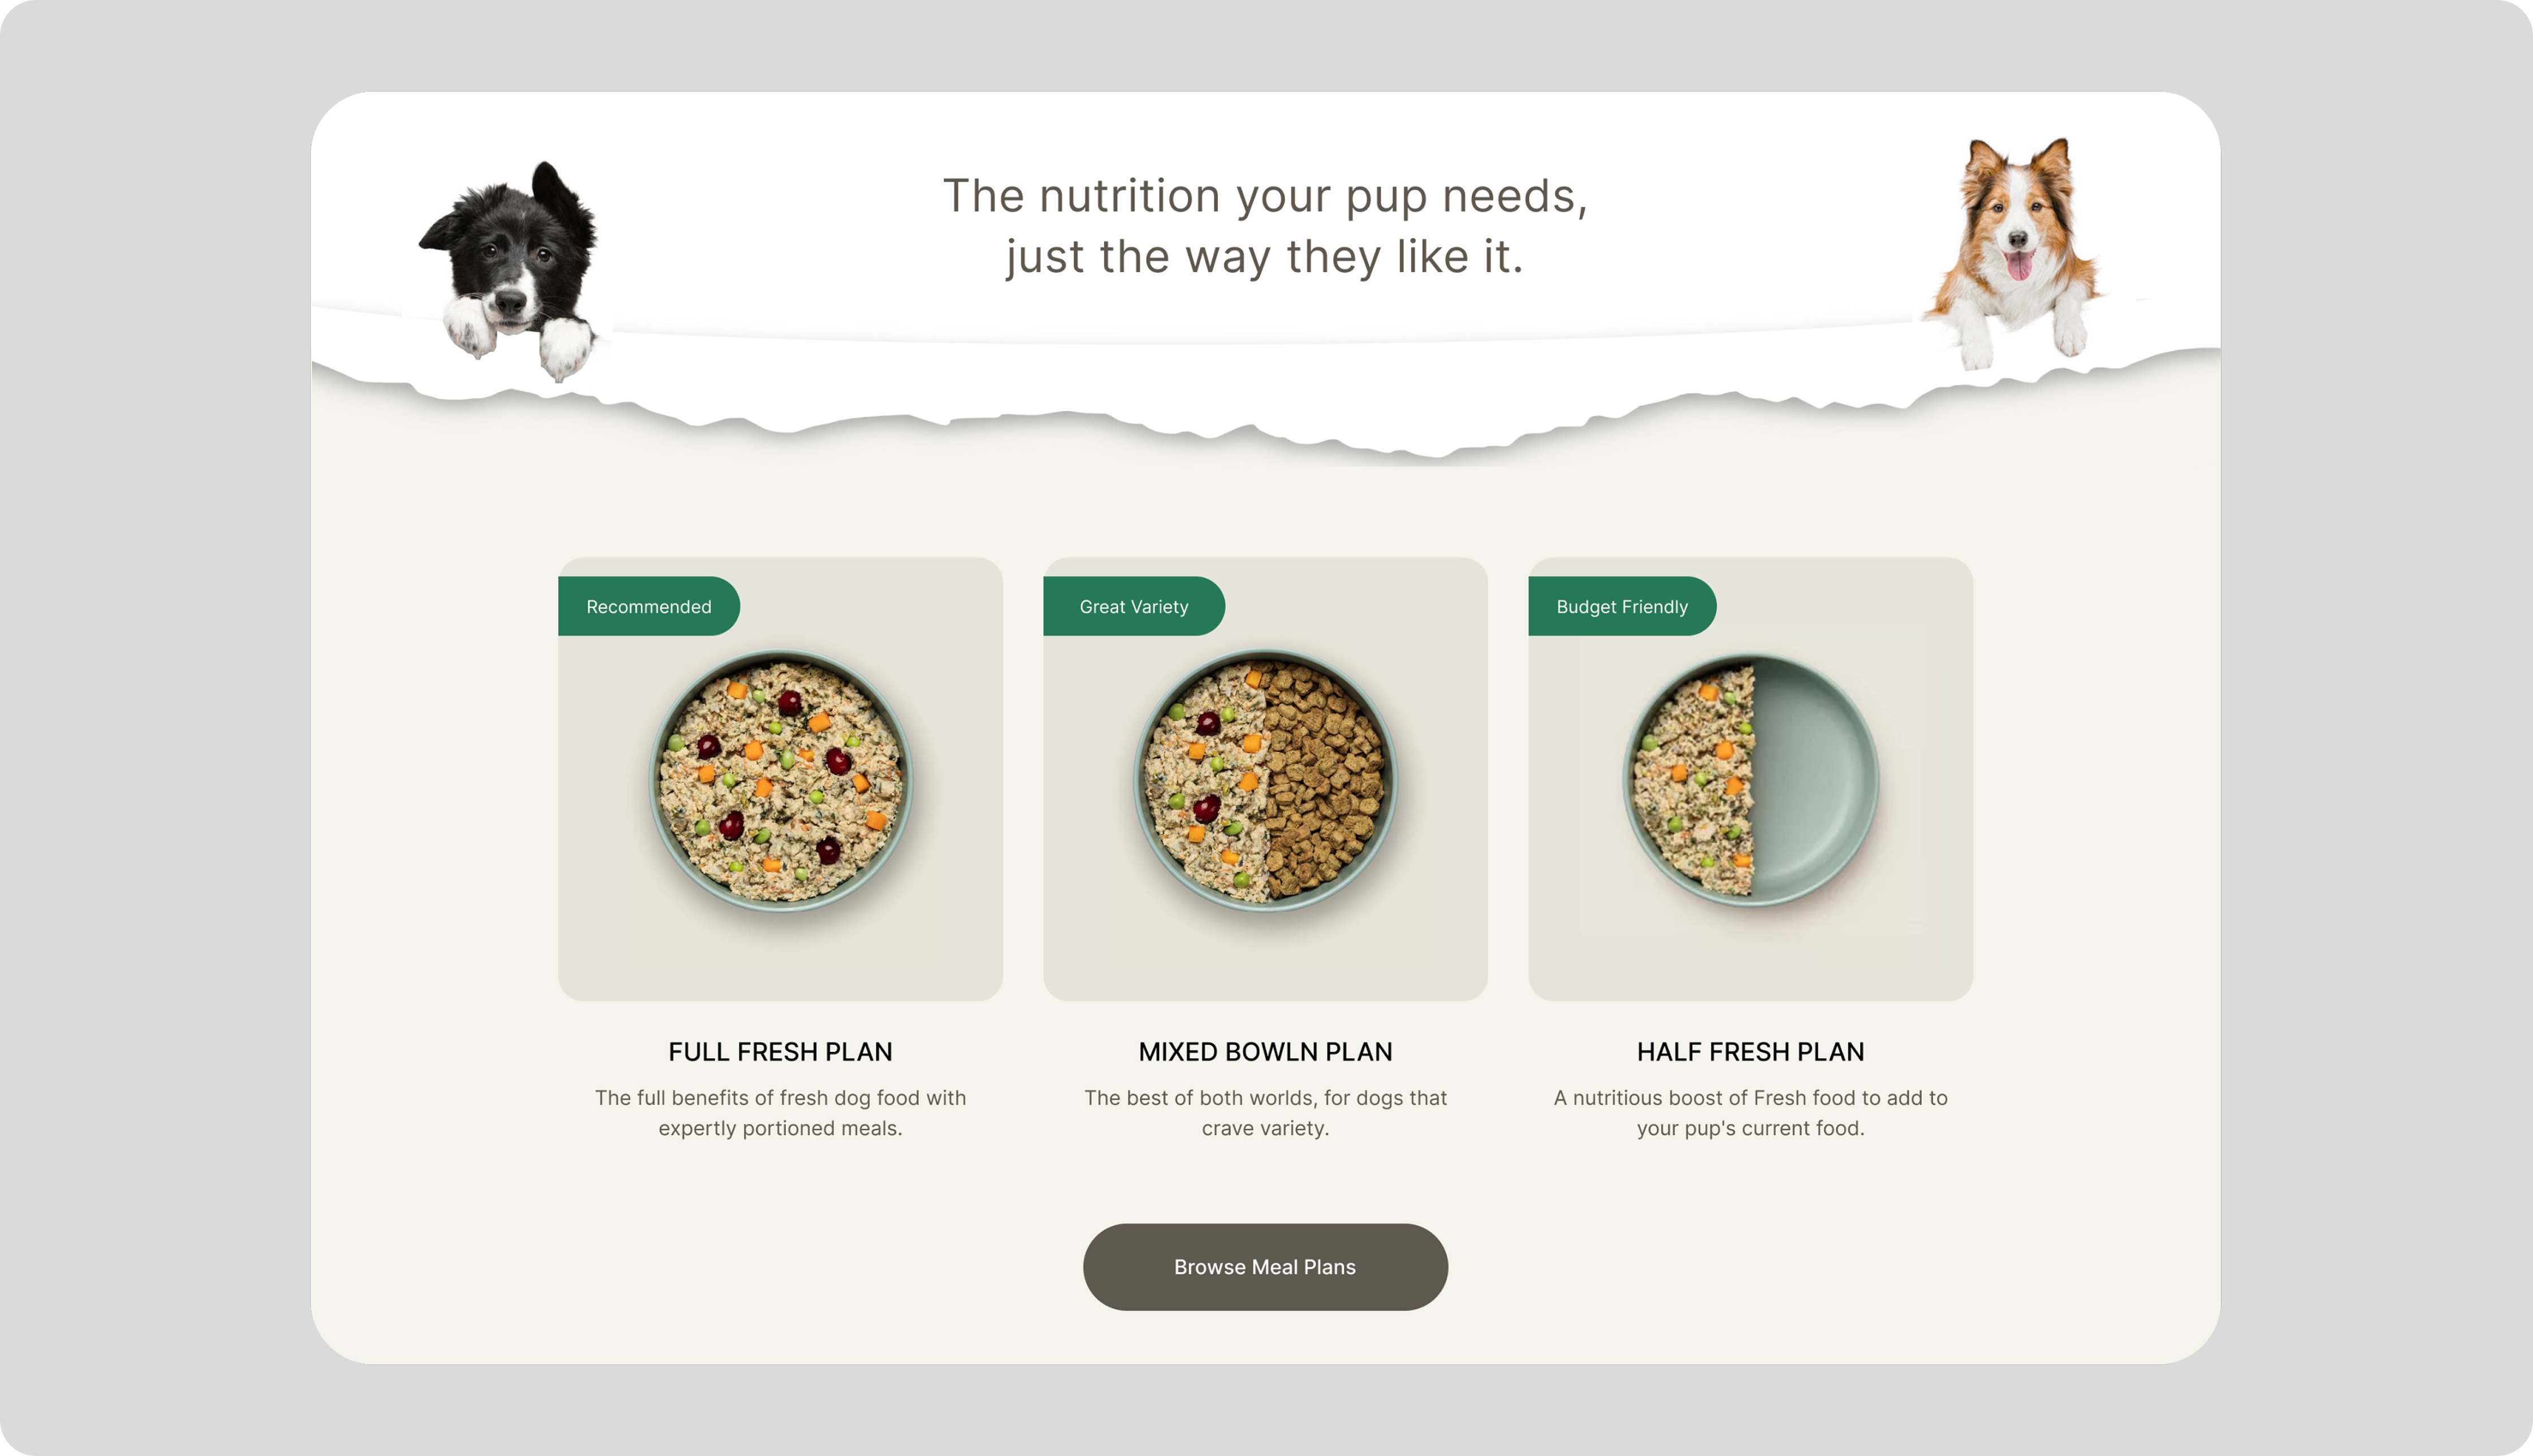 The nutrition your pup needs,
just the way they like it.
Recommended
Great Variety
Budget Friendly
FULL FRESH PLAN
The full benefits of fresh dog food with
expertly portioned meals.
MIXED BOWLN PLAN
The best of both worlds, for dogs that
crave variety.
HALF FRESH PLAN
A nutritious boost of Fresh food to add to
your pup's current food.
Browse Meal Plans